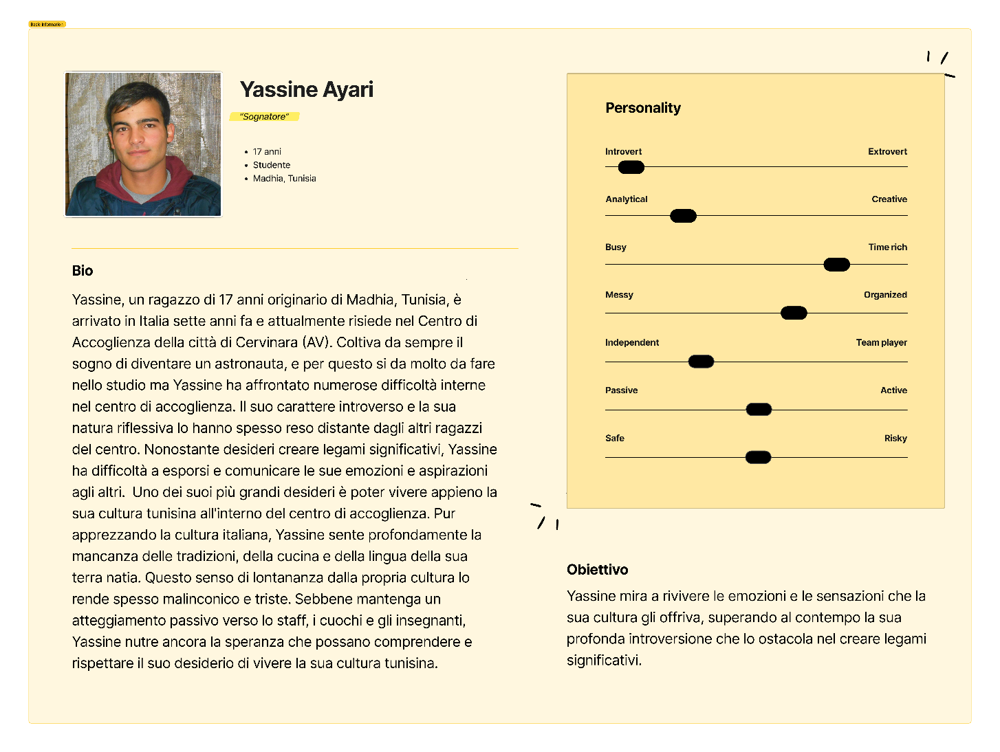 Basic Information
Yassine Ayari
"Sognatore"
• 17 anni
• Studente
• Madhia, Tunisia
Bio
Yassine, un ragazzo di 17 anni originario di Madhia, Tunisia, è
arrivato in Italia sette anni fa e attualmente risiede nel Centro di
Accoglienza della città di Cervinara (AV). Coltiva da sempre il
sogno di diventare un astronauta, e per questo si da molto da fare
nello studio ma Yassine ha affrontato numerose difficoltà interne
nel centro di accoglienza. Il suo carattere introverso e la sua
natura riflessiva lo hanno spesso reso distante dagli altri ragazzi
del centro. Nonostante desideri creare legami significativi, Yassine
ha difficoltà a esporsi e comunicare le sue emozioni e aspirazioni
agli altri.  Uno dei suoi più grandi desideri è poter vivere appieno la
sua cultura tunisina all'interno del centro di accoglienza. Pur
apprezzando la cultura italiana, Yassine sente profondamente la
mancanza delle tradizioni, della cucina e della lingua della sua
terra natia. Questo senso di lontananza dalla propria cultura lo
rende spesso malinconico e triste. Sebbene mantenga un
atteggiamento passivo verso lo staff, i cuochi e gli insegnanti,
Yassine nutre ancora la speranza che possano comprendere e
rispettare il suo desiderio di vivere la sua cultura tunisina.
Personality
Introvert Extrovert
Analytical Creative
Busy Time rich
Messy Organized
Independent Team player
Passive Active
Safe Risky
Obiettivo
Yassine mira a rivivere le emozioni e le sensazioni che la
sua cultura gli offriva, superando al contempo la sua
profonda introversione che lo ostacola nel creare legami
significativi.